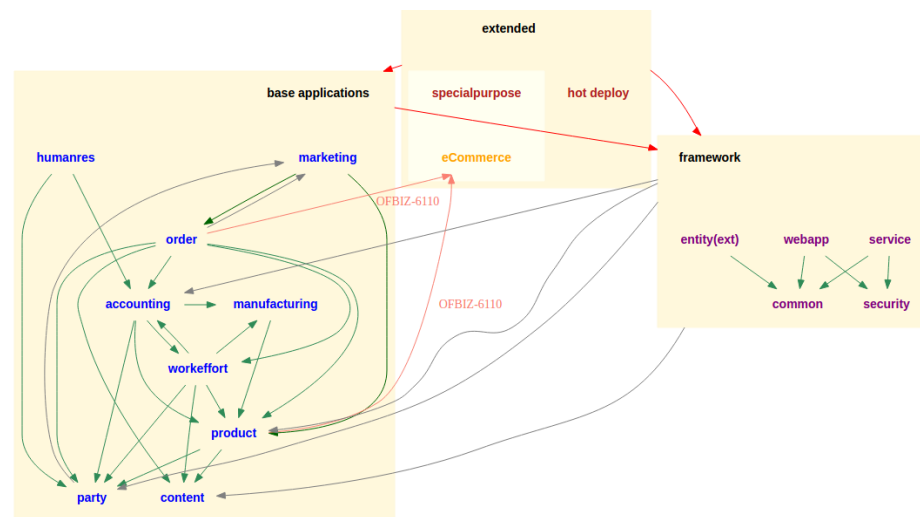 extended
base applications
specialpurpose
hot deploy
humanres
marketing
eCommerce
framework
OFBIZ-6110
order
entity(ext)
webapp
service
accounting
manufacturing
OFBIZ-6110
common
security
workeffort
product
party
content